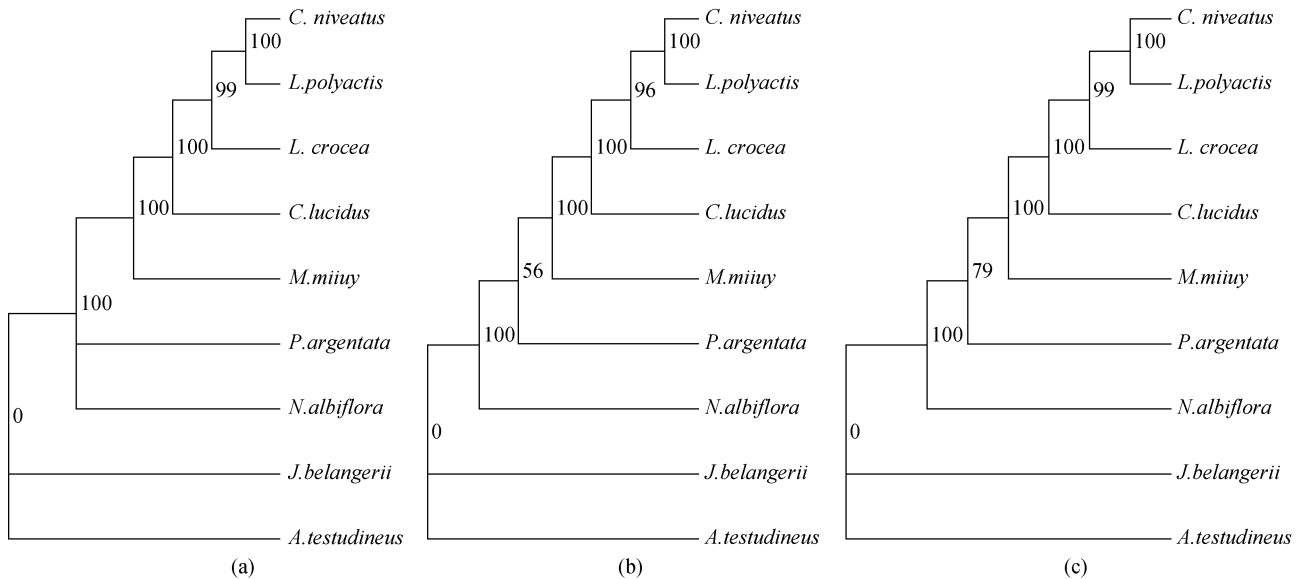 C. niveatus
100
L.polyactis
99
L. crocea
100
C.lucidus
100
M.miiuy
100
P.argentata
N.albiflora
0
J.belangerii
A.testudineus
(a)
C. niveatus
100
L.polyactis
96
L. crocea
100
C.lucidus
100
M.miiuy
56
P.argentata
100
N.albiflora
0
J.belangerii
A.testudineus
(b)
C. niveatus
100
L.polyactis
99
L. crocea
100
C.lucidus
100
M.miiuy
79
P.argentata
100
N.albiflora
0
J.belangerii
A.testudineus
(c)